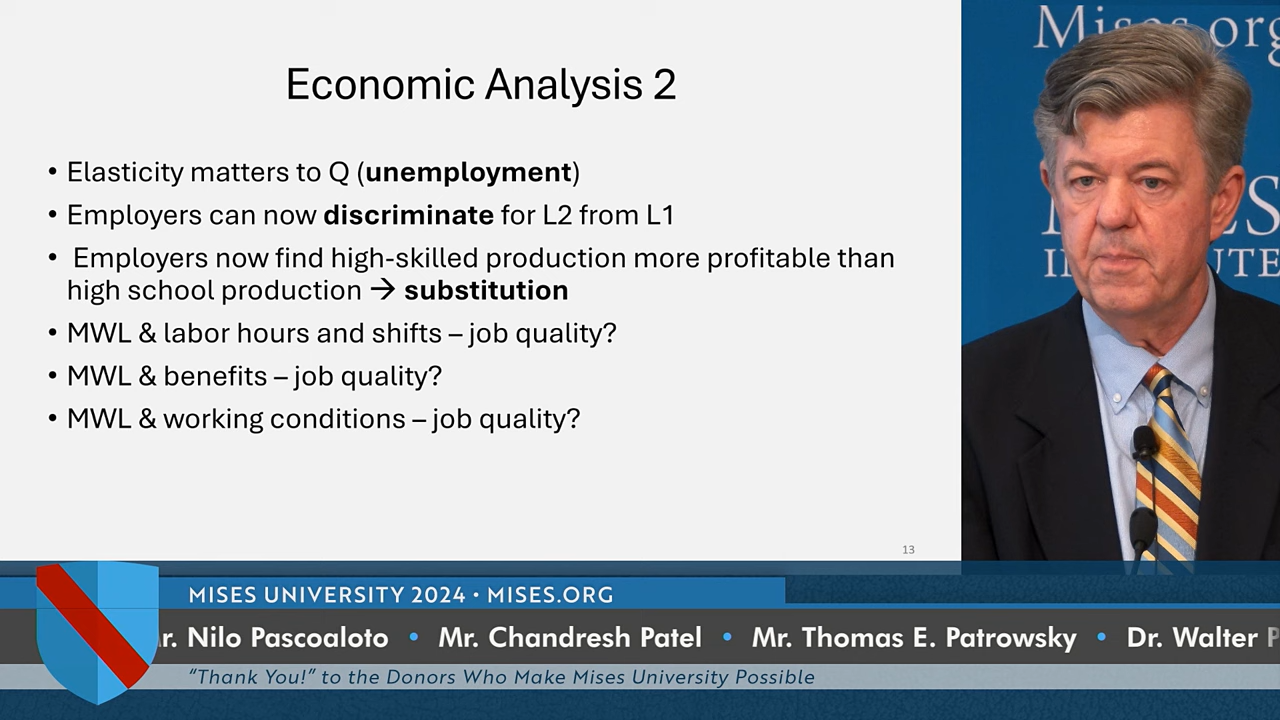 Economic Analysis 2
• Elasticity matters to Q (unemployment)
• Employers can now discriminate for L2 from L1
• Employers now find high-skilled production more profitable than
high school production → substitution
• MWL & labor hours and shifts – job quality?
• MWL & benefits – job quality?
• MWL & working conditions – job quality?
13
Mises.org
MISES UNIVERSITY 2024 • MISES.ORG
r. Nilo Pascoaloto • Mr. Chandresh Patel • Mr. Thomas E. Patrowsky • Dr. Walter P
“Thank You!” to the Donors Who Make Mises University Possible